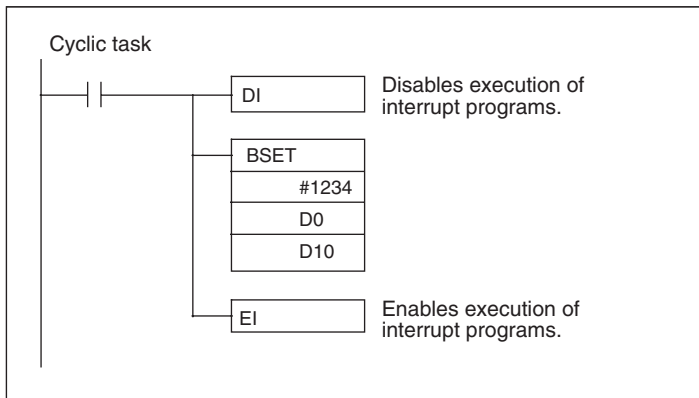 Cyclic task
DI
Disables execution of
interrupt programs.
BSET
#1234
D0
D10
EI
Enables execution of
interrupt programs.